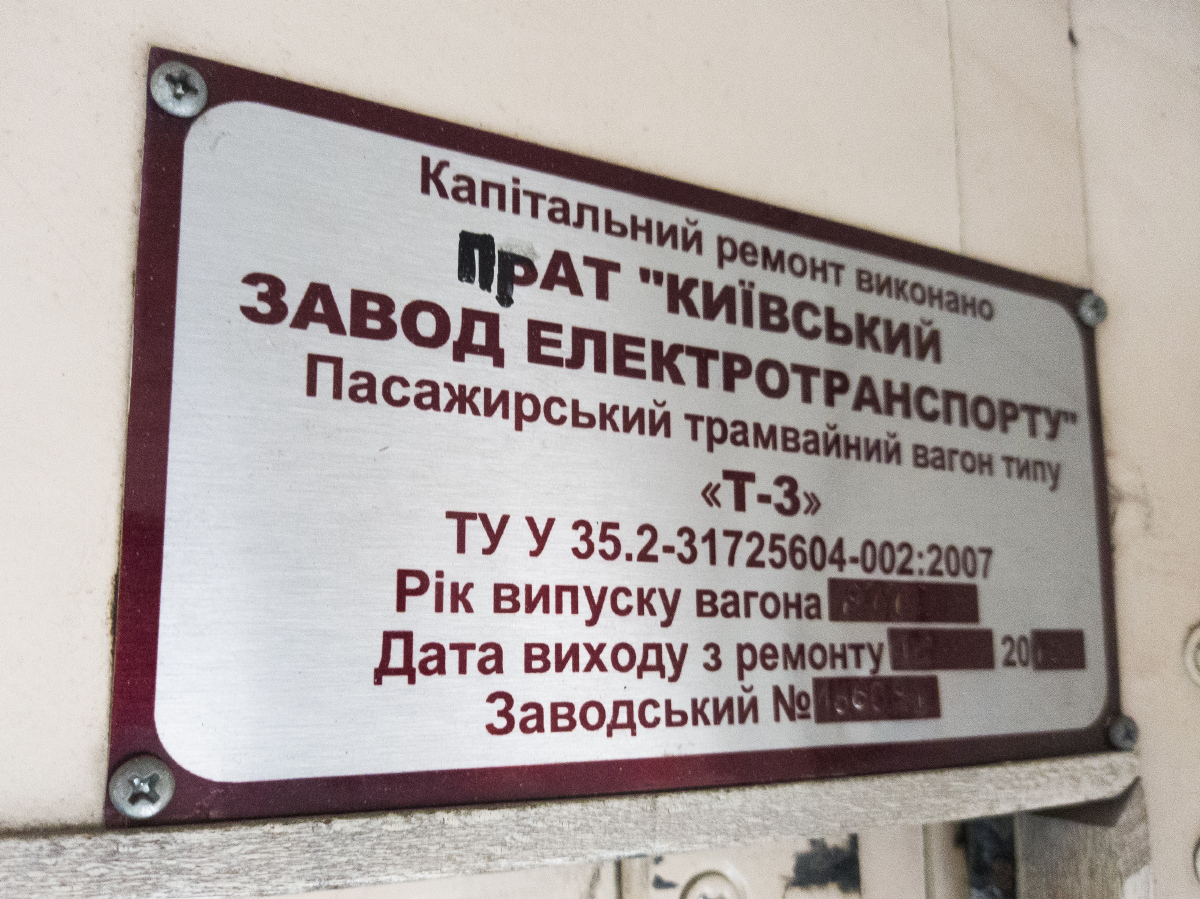 Капітальний ремонт виконано
ПрАТ "КИЇВСЬКИЙ
ЗАВОД ЕЛЕКТРОТРАНСПОРТУ"
Пасажирський трамвайний вагон типу
«Т-3»
ТУ У 35.2-31725604-002:2007
Рік випуску вагона
Дата виходу з ремонту 20
Заводський №